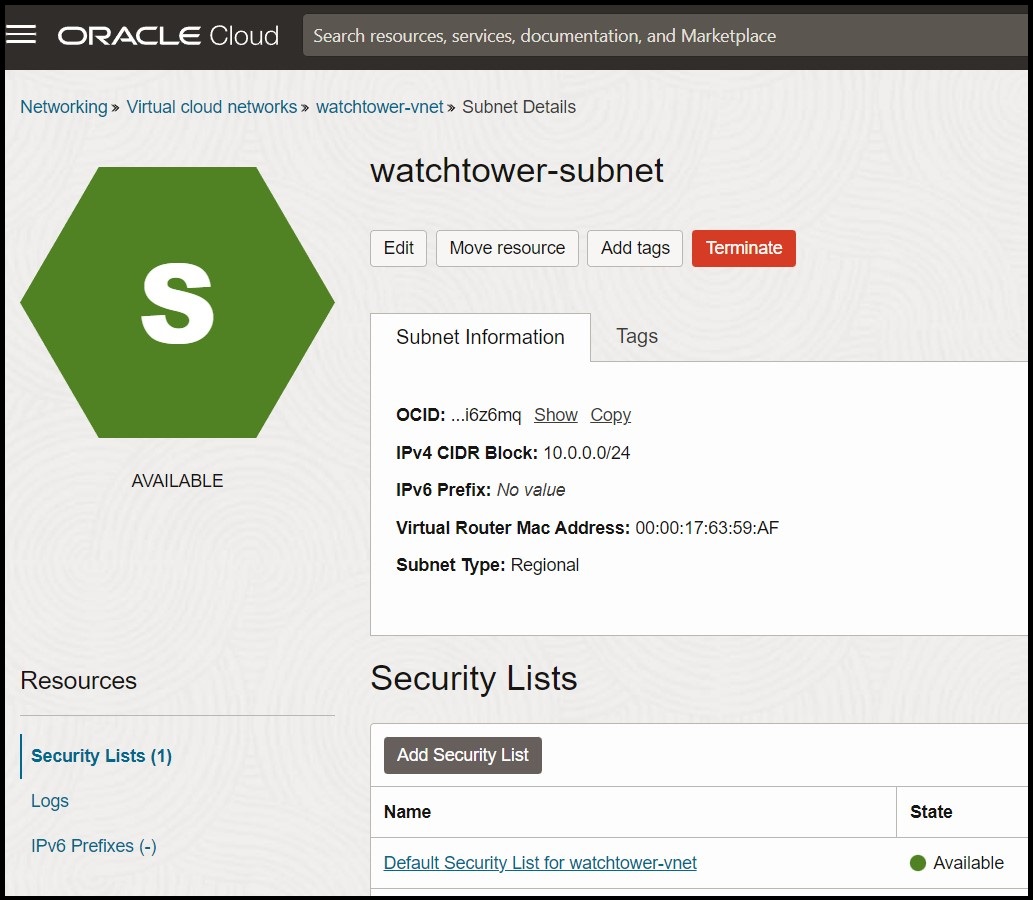 ORACLE Cloud
Search resources, services, documentation, and Marketplace
Networking » Virtual cloud networks » watchtower-vnet » Subnet Details
S
AVAILABLE
watchtower-subnet
Edit Move resource Add tags Terminate
Subnet Information Tags
OCID: ...i6z6mq Show Copy
IPv4 CIDR Block: 10.0.0.0/24
IPv6 Prefix: No value
Virtual Router Mac Address: 00:00:17:63:59:AF
Subnet Type: Regional
Resources
Security Lists (1)
Logs
IPv6 Prefixes (-)
Security Lists
Add Security List
Name State
Default Security List for watchtower-vnet Available